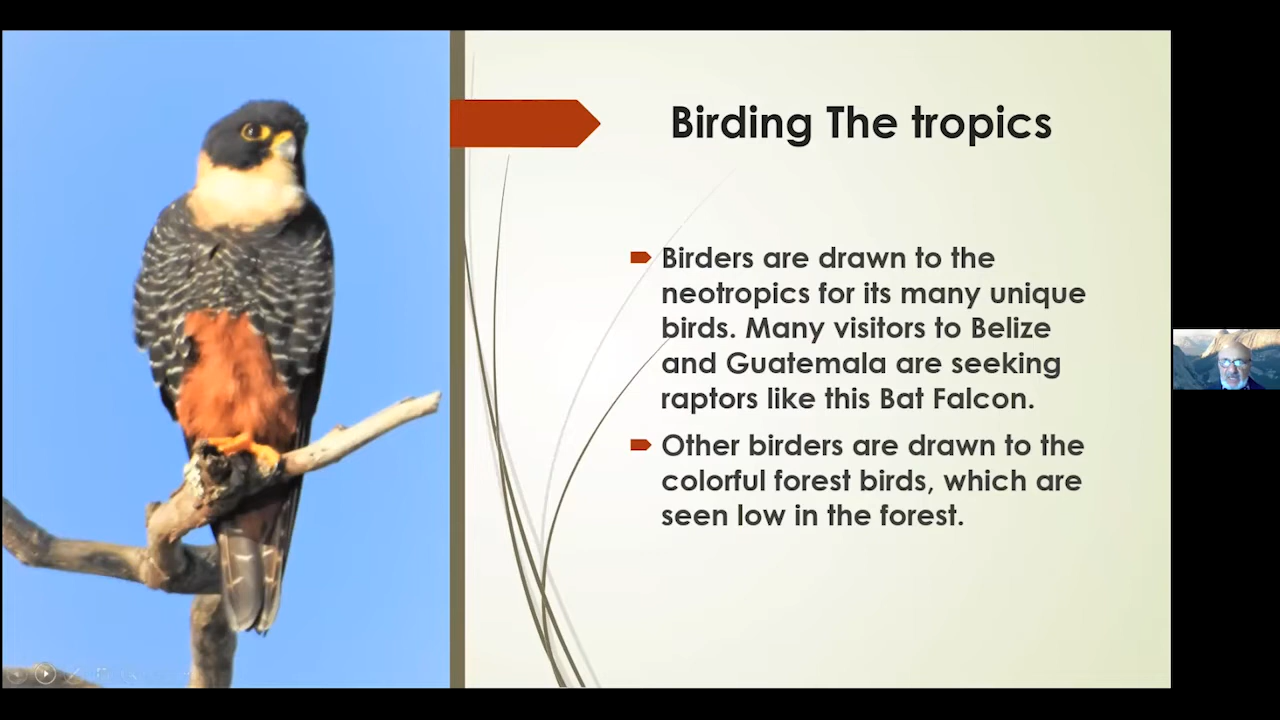 Birding The tropics
Birders are drawn to the
neotropics for its many unique
birds. Many visitors to Belize
and Guatemala are seeking
raptors like this Bat Falcon.
Other birders are drawn to the
colorful forest birds, which are
seen low in the forest.